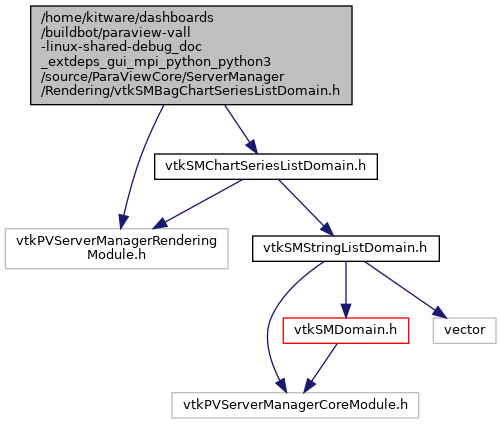 /home/kitware/dashboards
/buildbot/paraview-vall
-linux-shared-debug_doc
_extdeps_gui_mpi_python_python3
/source/ParaViewCore/ServerManager
/Rendering/vtkSMBagChartSeriesListDomain.h
vtkSMChartSeriesListDomain.h
vtkPVServerManagerRendering
Module.h
vtkSMStringListDomain.h
vtkSMDomain.h
vector
vtkPVServerManagerCoreModule.h